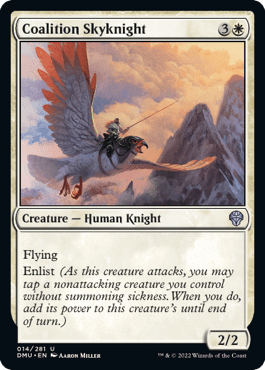 Coalition Skyknight 3
Creature — Human Knight
Flying
Enlist (As this creature attacks, you may
tap a nonattacking creature you control
without summoning sickness. When you do,
add its power to this creature's until end
of turn.)
2/2
014/281 U
DMU • EN AARON MILLER
™ & © 2022 Wizards of the Coast